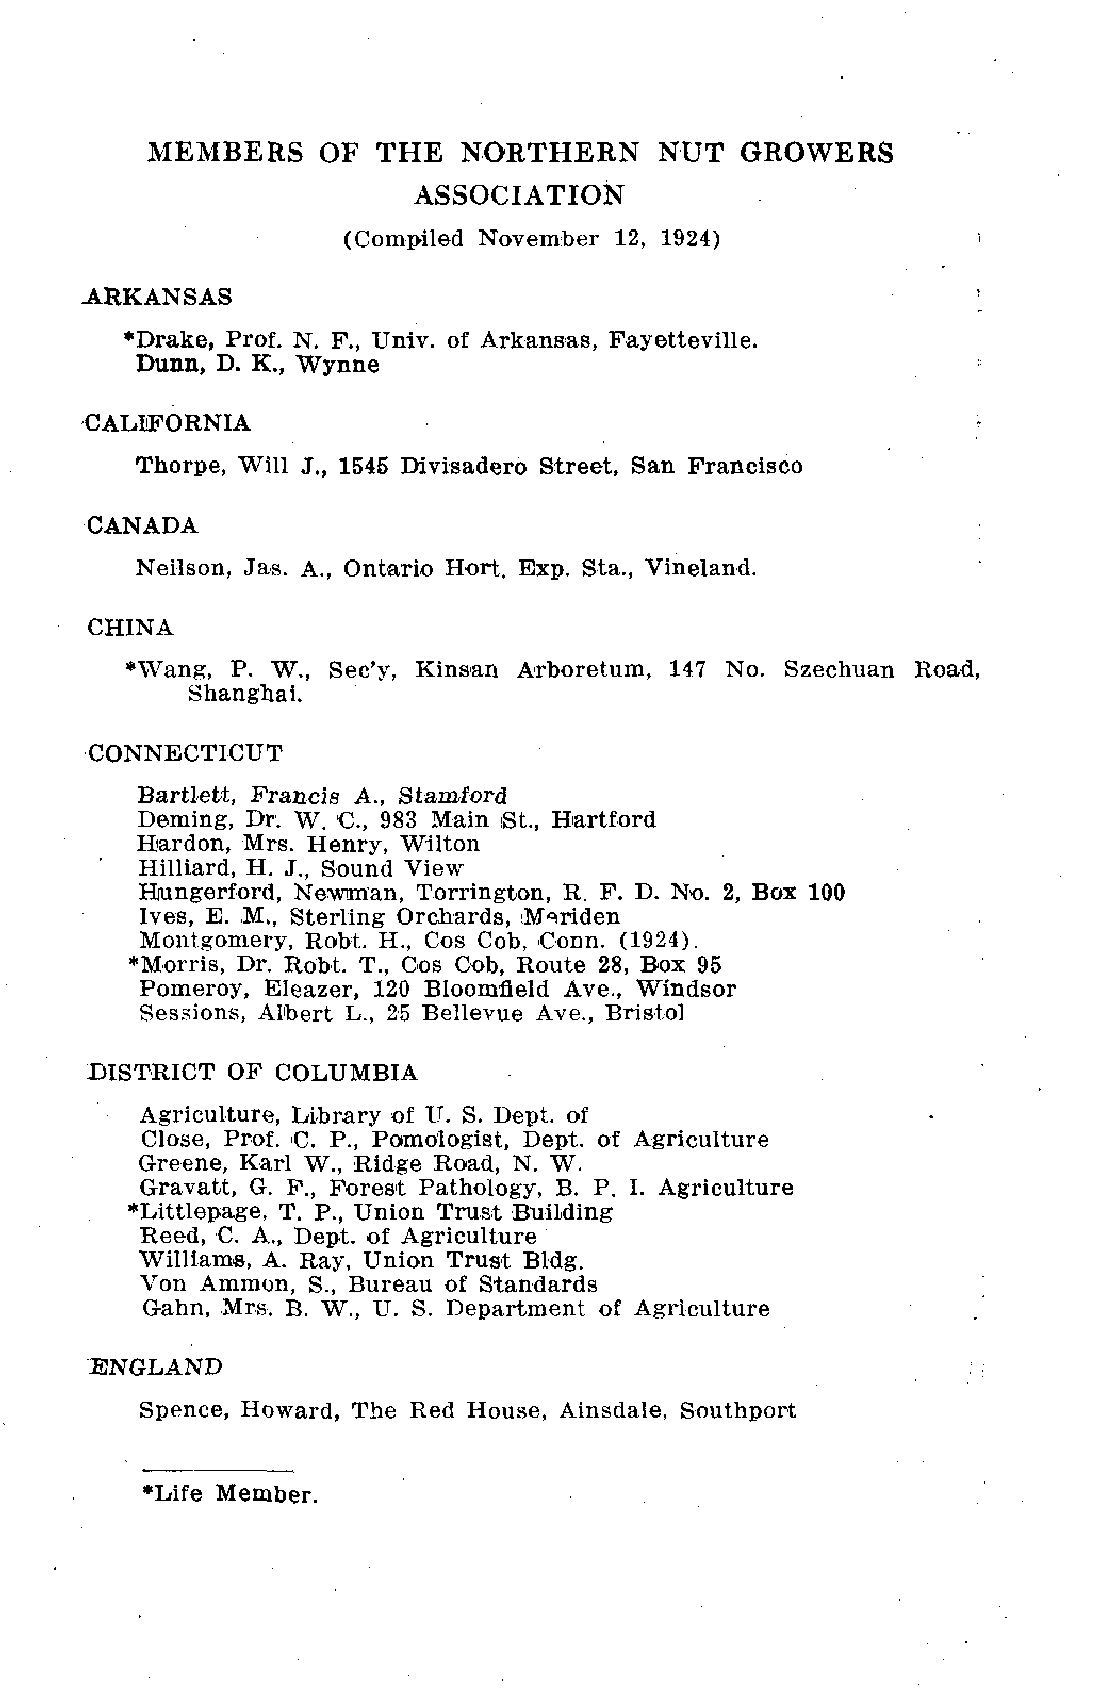 MEMBERS OF THE NORTHERN NUT GROWERS
ASSOCIATION
(Compiled November 12, 1924)
ARKANSAS
*Drake, Prof. N. F., Univ. of Arkansas, Fayetteville.
Dunn, D. K., Wynne
CALIFORNIA
Thorpe, Will J., 1545 Divisadero Street, San Francisco
CANADA
Neilson, Jas. A., Ontario Hort. Exp. Sta., Vineland.
CHINA
*Wang, P. W., Sec'y, Kinsan Arboretum, 147 No. Szechuan Road,
Shanghai.
CONNECTICUT
Bartlett, Francis A., Stamford
Deming, Dr. W. C., 983 Main St., Hartford
Hardon, Mrs. Henry, Wilton
Hilliard, H. J., Sound View
Hungerford, Newman, Torrington, R. F. D. No. 2, Box 100
Ives, E. M., Sterling Orchards, Meriden
Montgomery, Robt. H., Cos Cob, Conn. (1924).
*Morris, Dr. Robt. T., Cos Cob, Route 28, Box 95
Pomeroy, Eleazer, 120 Bloomfield Ave., Windsor
Sessions, Albert L., 25 Bellevue Ave., Bristol
DISTRICT OF COLUMBIA
Agriculture, Library of U. S. Dept. of
Close, Prof. C. P., Pomologist, Dept. of Agriculture
Greene, Karl W., Ridge Road, N. W.
Gravatt, G. F., Forest Pathology, B. P. I. Agriculture
*Littlepage, T. P., Union Trust Building
Reed, C. A., Dept. of Agriculture
Williams, A. Ray, Union Trust Bldg.
Von Ammon, S., Bureau of Standards
Gahn, Mrs. B. W., U. S. Department of Agriculture
ENGLAND
Spence, Howard, The Red House, Ainsdale, Southport
*Life Member.